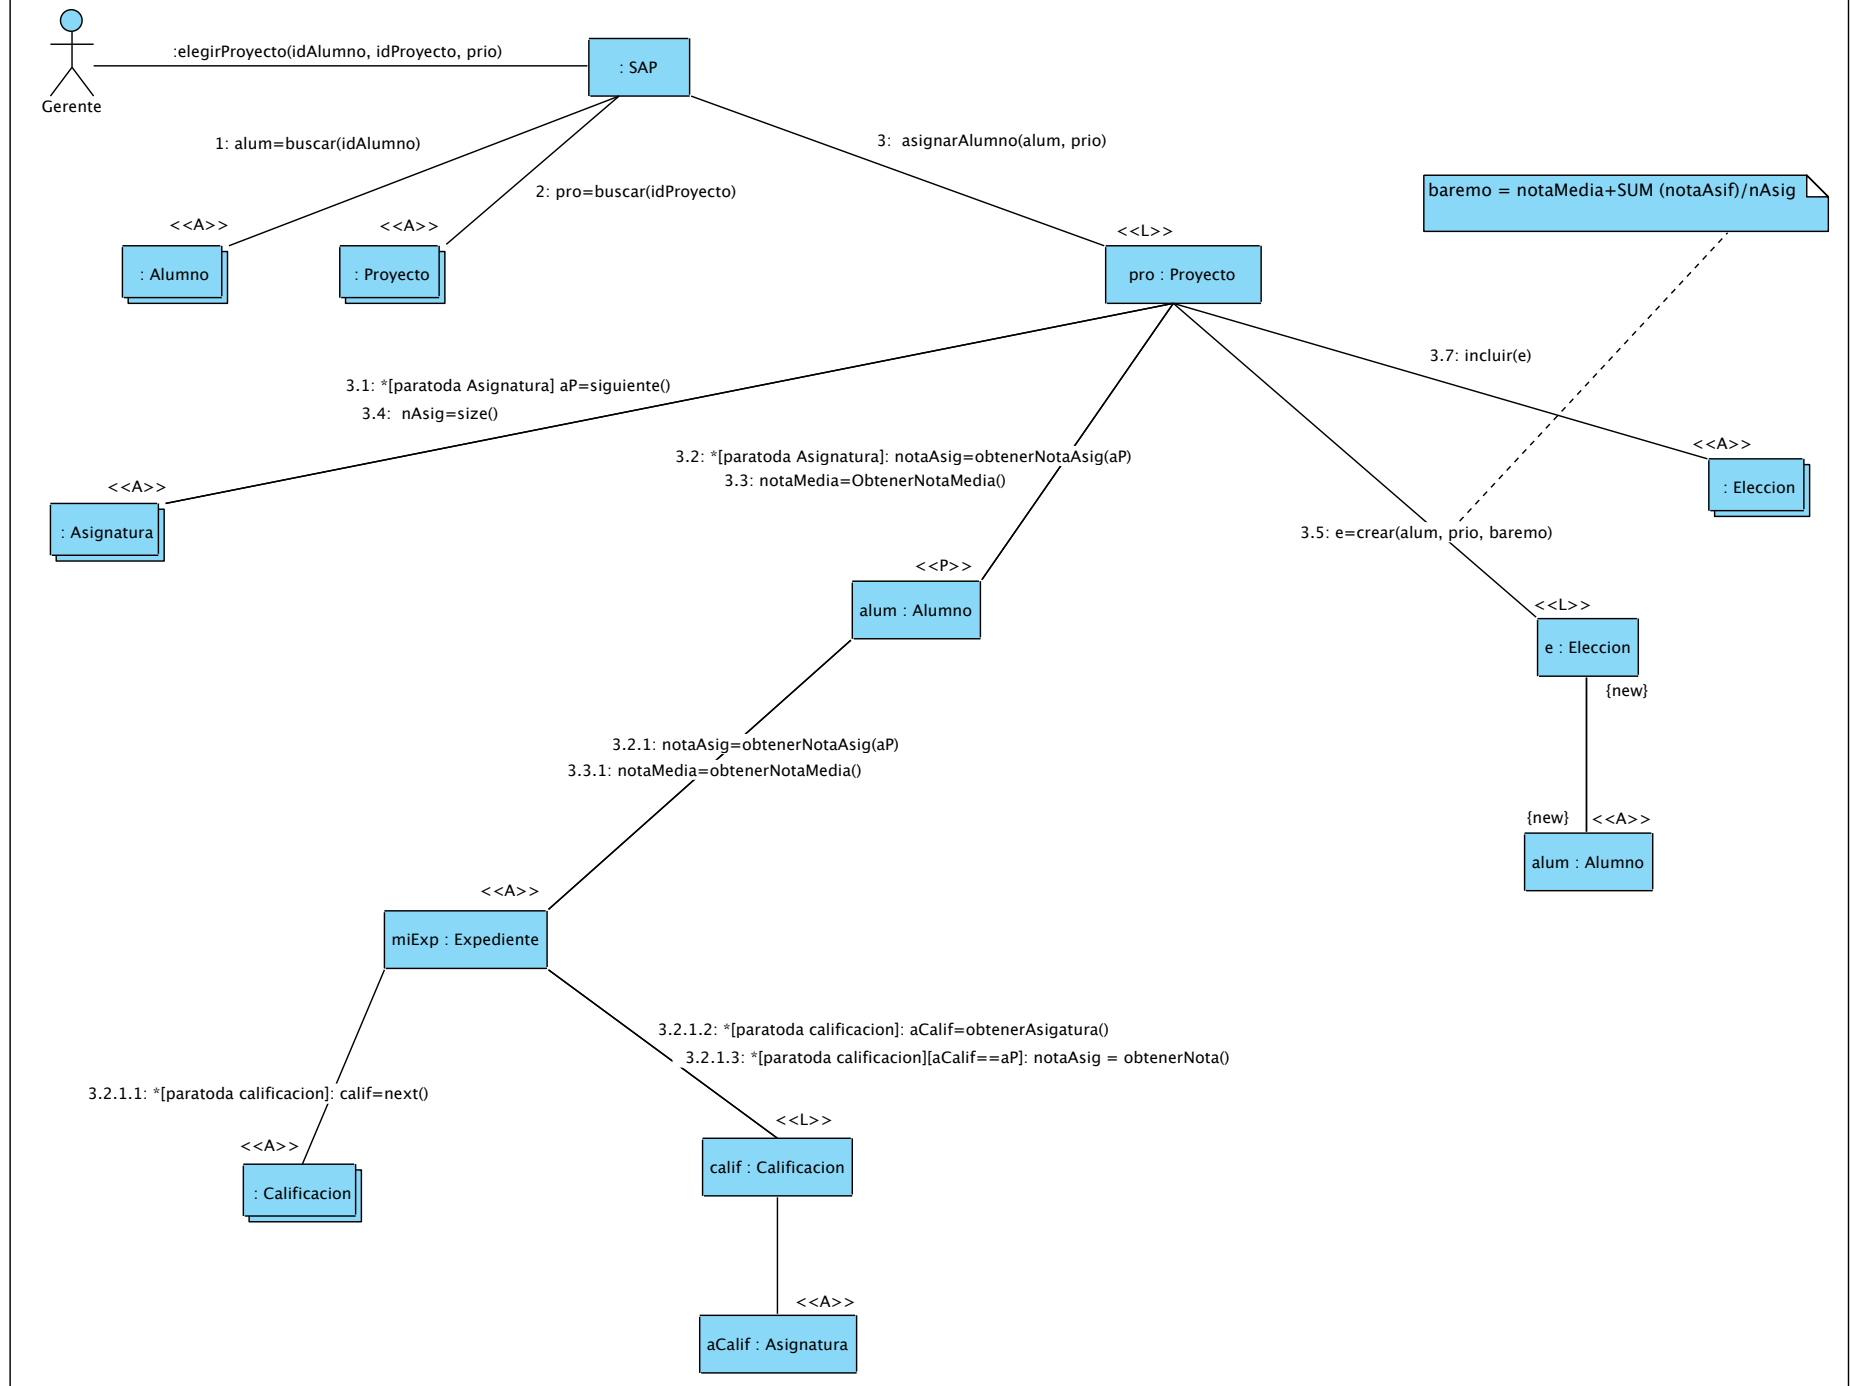 :elegirProyecto(idAlumno, idProyecto, prio)
: SAP
Gerente
1: alum=buscar(idAlumno)
3:  asignarAlumno(alum, prio)
2: pro=buscar(idProyecto)
baremo = notaMedia+SUM (notaAsif)/nAsig
<<A>>
<<A>>
<<L>>
: Alumno
: Proyecto
pro : Proyecto
3.7: incluir(e)
3.1: *[paratoda Asignatura] aP=siguiente()
3.4:  nAsig=size()
<<A>>
3.2: *[paratoda Asignatura]: notaAsig=obtenerNotaAsig(aP)
3.3: notaMedia=ObtenerNotaMedia()
<<A>>
: Eleccion
: Asignatura
3.5: e=crear(alum, prio, baremo)
<<P>>
alum : Alumno
<<L>>
e : Eleccion
{new}
3.2.1: notaAsig=obtenerNotaAsig(aP)
3.3.1: notaMedia=obtenerNotaMedia()
{new}
<<A>>
alum : Alumno
<<A>>
miExp : Expediente
3.2.1.2: *[paratoda calificacion]: aCalif=obtenerAsigatura()
3.2.1.3: *[paratoda calificacion][aCalif==aP]: notaAsig = obtenerNota()
3.2.1.1: *[paratoda calificacion]: calif=next()
<<L>>
<<A>>
calif : Calificacion
: Calificacion
<<A>>
aCalif : Asignatura